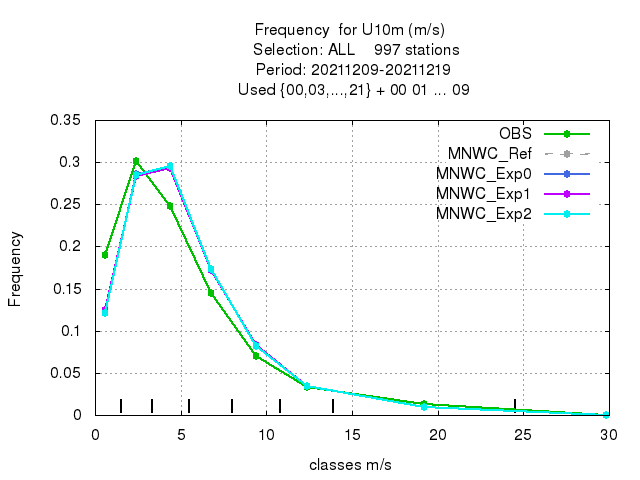 Frequency  for U10m (m/s)
Selection: ALL    997 stations
Period: 20211209-20211219
Used {00,03,...,21} + 00 01 ... 09
OBS
MNWC_Ref
MNWC_Exp0
MNWC_Exp1
MNWC_Exp2
Frequency
0.35
0.3
0.25
0.2
0.15
0.1
0.05
0
0 5 10 15 20 25 30
classes m/s